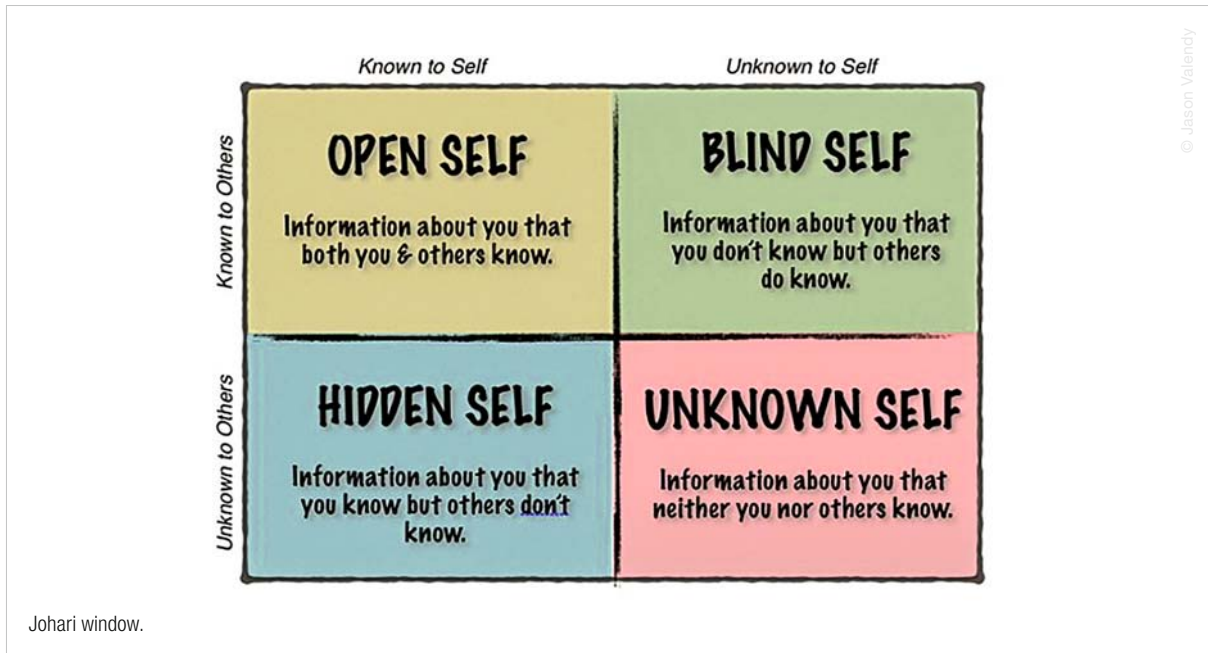 Known to Self
Unknown to Self
Known to Others
OPEN SELF
Information about you that
both you & others know.
BLIND SELF
Information about you that
you don't know but others
do know.
Unknown to Others
HIDDEN SELF
Information about you that
you know but others don't
know.
UNKNOWN SELF
Information about you that
neither you nor others know.
© Jason Valendy
Johari window.